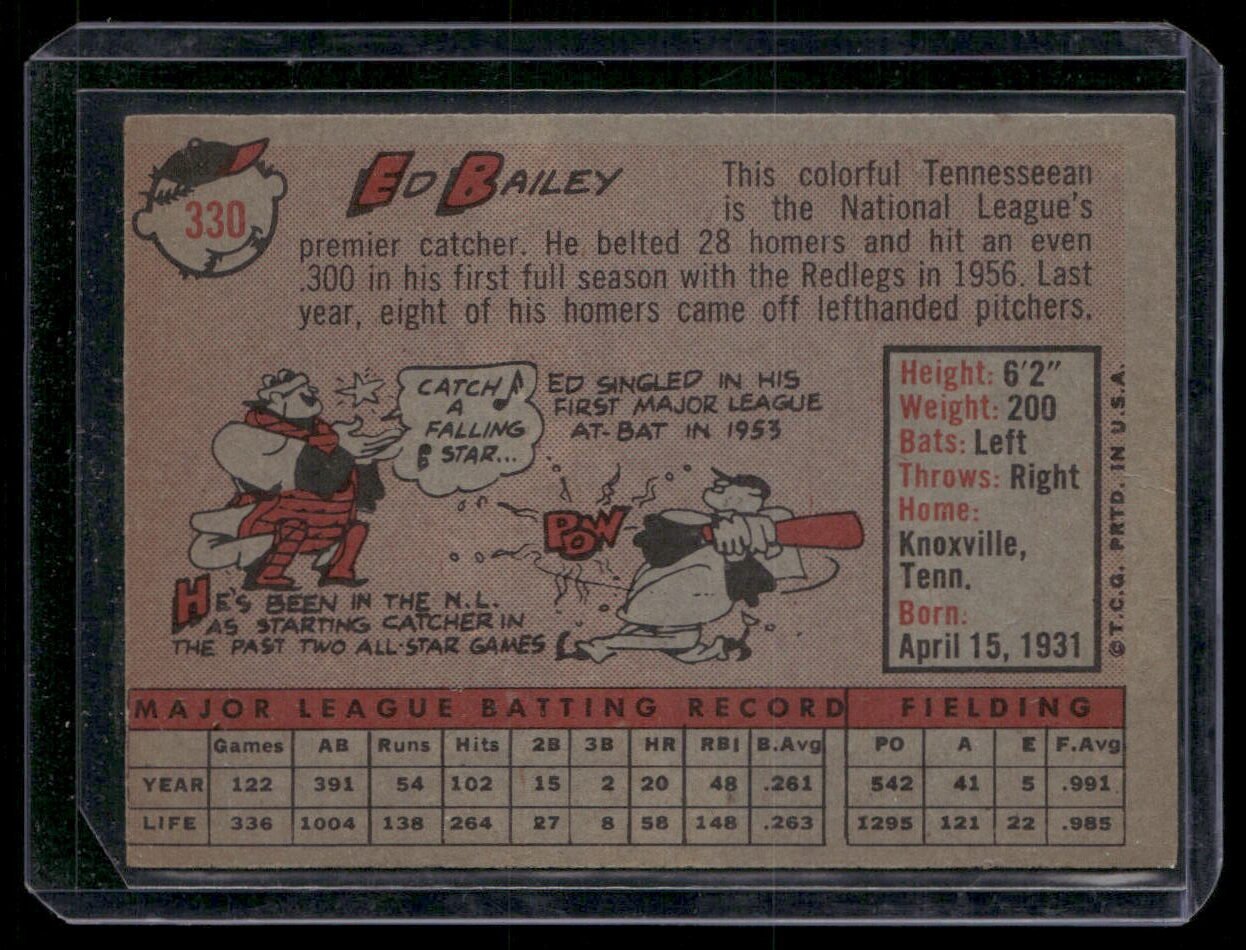 330
ED BAILEY
This colorful Tennesseean
is the National League's
premier catcher. He belted 28 homers and hit an even
.300 in his first full season with the Redlegs in 1956. Last
year, eight of his homers came off lefthanded pitchers.
CATCH
A
FALLING
STAR...
ED SINGLED IN HIS
FIRST MAJOR LEAGUE
AT-BAT IN 1953
POW
HE'S BEEN IN THE N.L.
AS STARTING CATCHER IN
THE PAST TWO ALL-STAR GAMES
Height: 6'2"
Weight: 200
Bats: Left
Throws: Right
Home:
Knoxville,
Tenn.
Born:
April 15, 1931
© T.C.G. PRTD. IN U.S.A.
MAJOR LEAGUE BATTING RECORD FIELDING
Games AB Runs Hits 2B 3B HR RBI B.Avg PO A E F.Avg
YEAR 122 391 54 102 15 2 20 48 .261 542 41 5 .991
LIFE 336 1004 138 264 27 8 58 148 .263 1295 121 22 .985